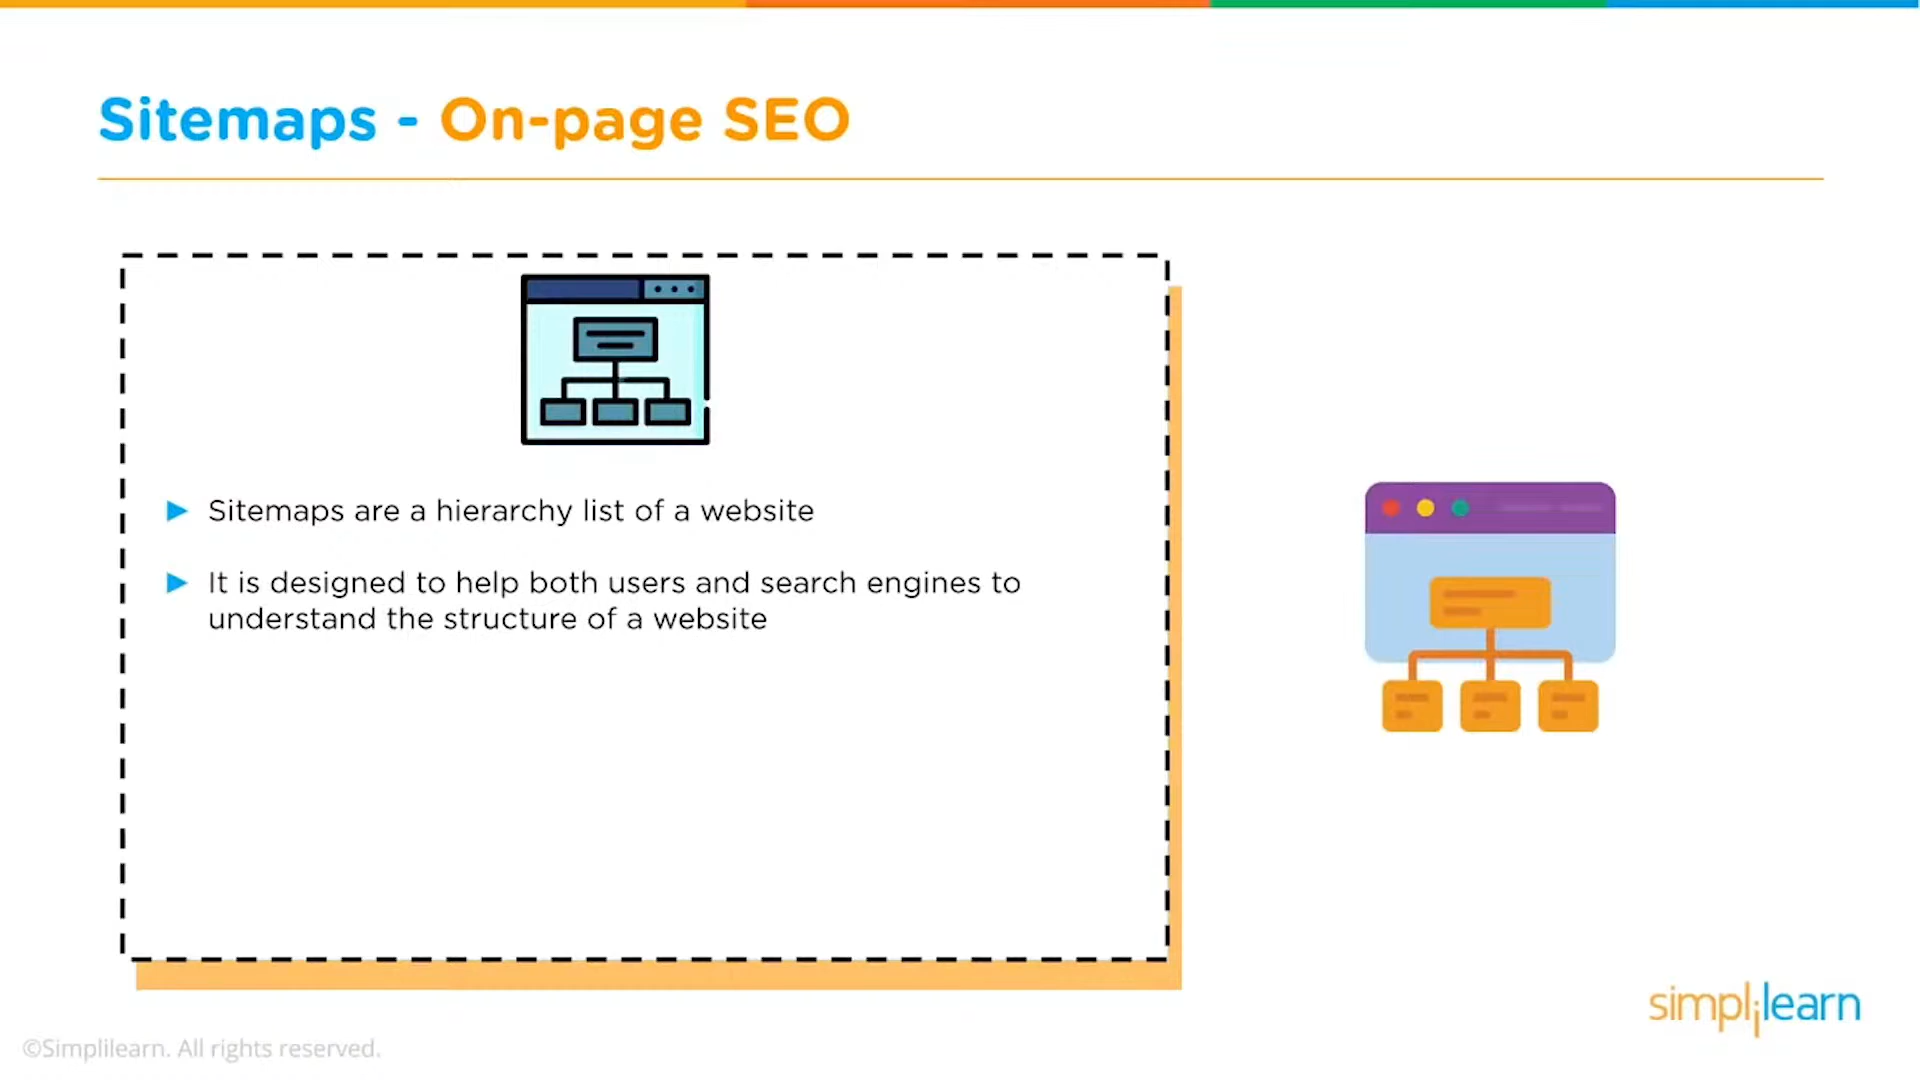 Sitemaps - On-page SEO
Sitemaps are a hierarchy list of a website
It is designed to help both users and search engines to
understand the structure of a website
simplilearn
©Simplilearn. All rights reserved.